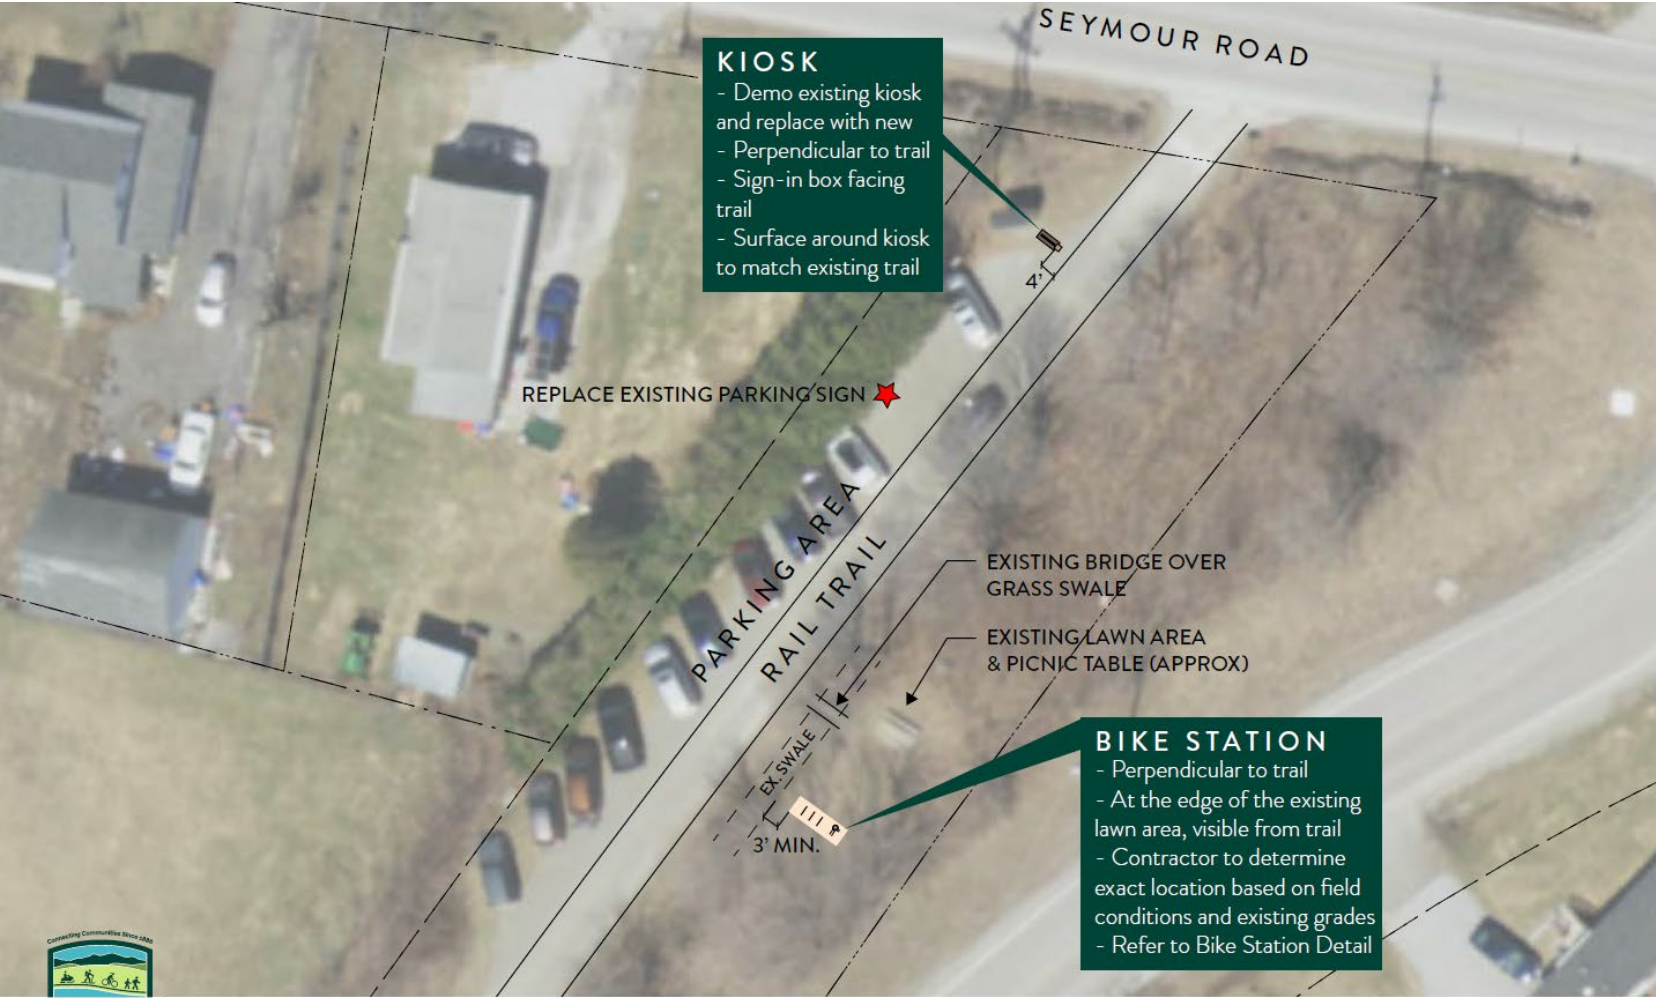 SEYMOUR ROAD
KIOSK
- Demo existing kiosk
and replace with new
- Perpendicular to trail
- Sign-in box facing
trail
- Surface around kiosk
to match existing trail
4'
REPLACE EXISTING PARKING SIGN
PARKING AREA
RAIL TRAIL
EXISTING BRIDGE OVER
GRASS SWALE
EXISTING LAWN AREA
& PICNIC TABLE (APPROX)
EX. SWALE
3' MIN.
BIKE STATION
- Perpendicular to trail
- At the edge of the existing
lawn area, visible from trail
- Contractor to determine
exact location based on field
conditions and existing grades
- Refer to Bike Station Detail
Connecting Communities Since 1880